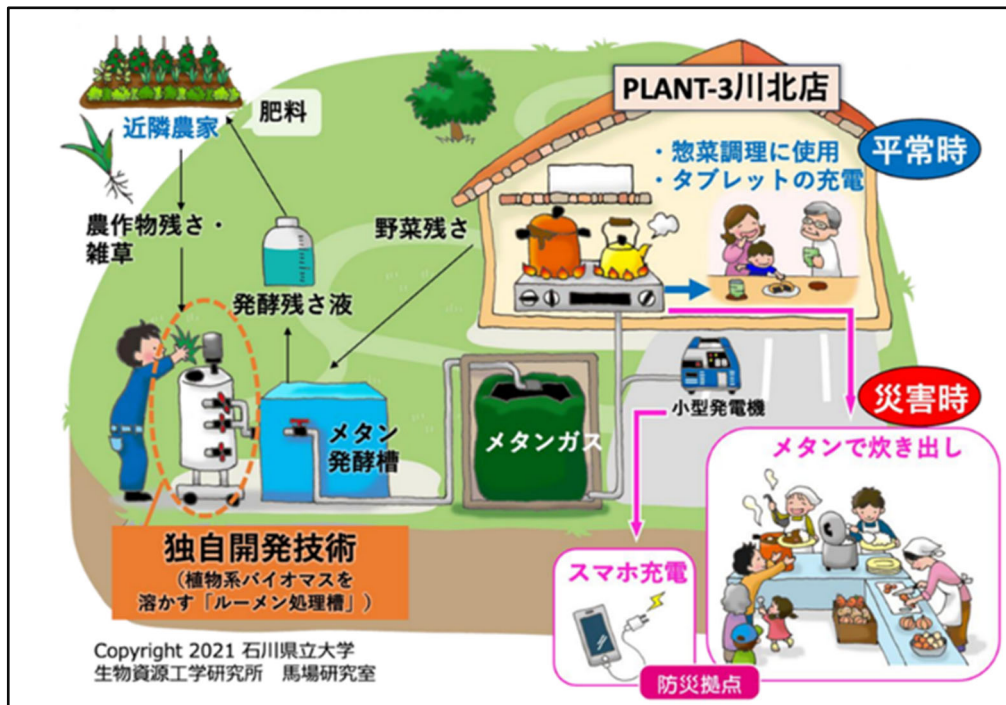 PLANT-3川北店
平常時
・惣菜調理に使用
・タブレットの充電
近隣農家
肥料
農作物残さ・
雑草
発酵残さ液
野菜残さ
メタン
発酵槽
メタンガス
小型発電機
災害時
メタンで炊き出し
スマホ充電
防災拠点
独自開発技術
（植物系バイオマスを
溶かす「ルーメン処理槽」）
Copyright 2021 石川県立大学
生物資源工学研究所　馬場研究室